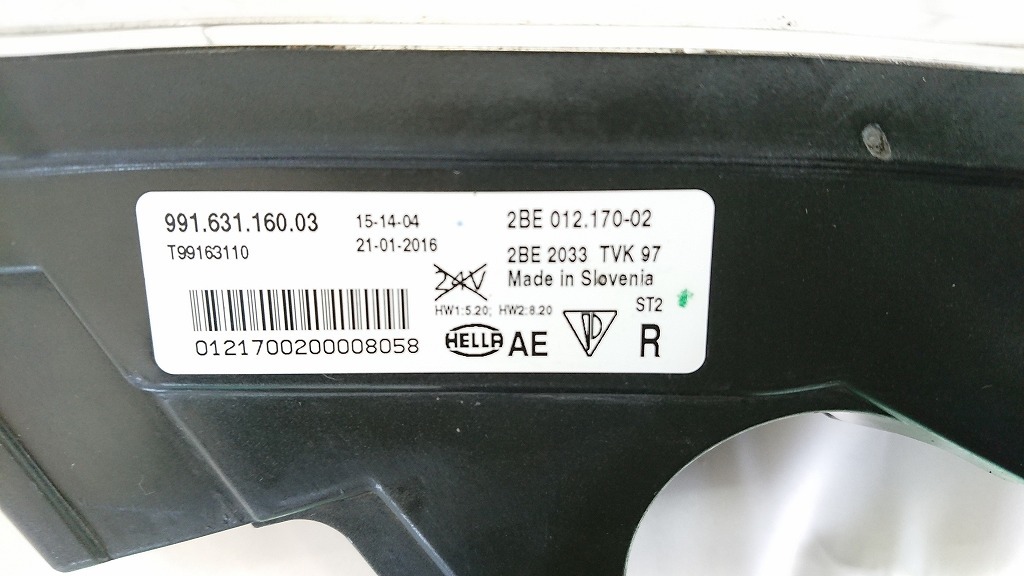 991.631.160.03
T99163110
15-14-04
21-01-2016
2BE 012.170-02
2BE 2033 TVK 97
Made in Slovenia
24V
HW1:5.20; HW2:8.20
ST2
0121700200008058
HELLA AE
R